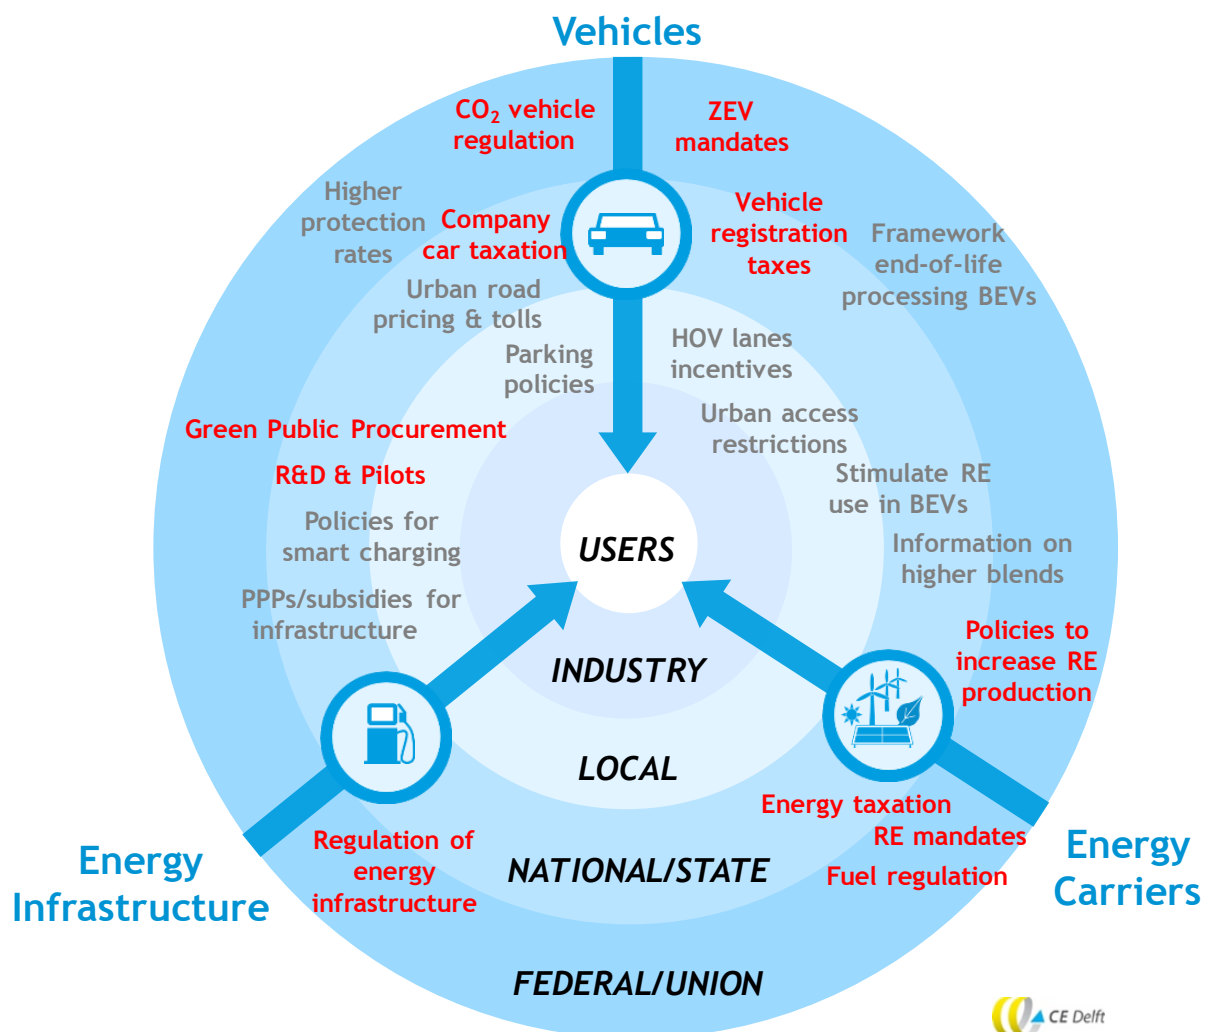 Vehicles
CO₂ vehicle
regulation
ZEV
mandates
Higher
protection
rates
Company
car taxation
Vehicle
registration
taxes
Framework
end-of-life
processing BEVs
Urban road
pricing & tolls
Parking
policies
HOV lanes
incentives
Urban access
restrictions
Green Public Procurement
R&D & Pilots
Policies for
smart charging
PPPs/subsidies for
infrastructure
Stimulate RE
use in BEVs
Information on
higher blends
Policies to
increase RE
production
USERS
INDUSTRY
LOCAL
NATIONAL/STATE
FEDERAL/UNION
Energy taxation
RE mandates
Fuel regulation
Regulation of
energy
infrastructure
Energy
Infrastructure
Energy
Carriers
CE Delft